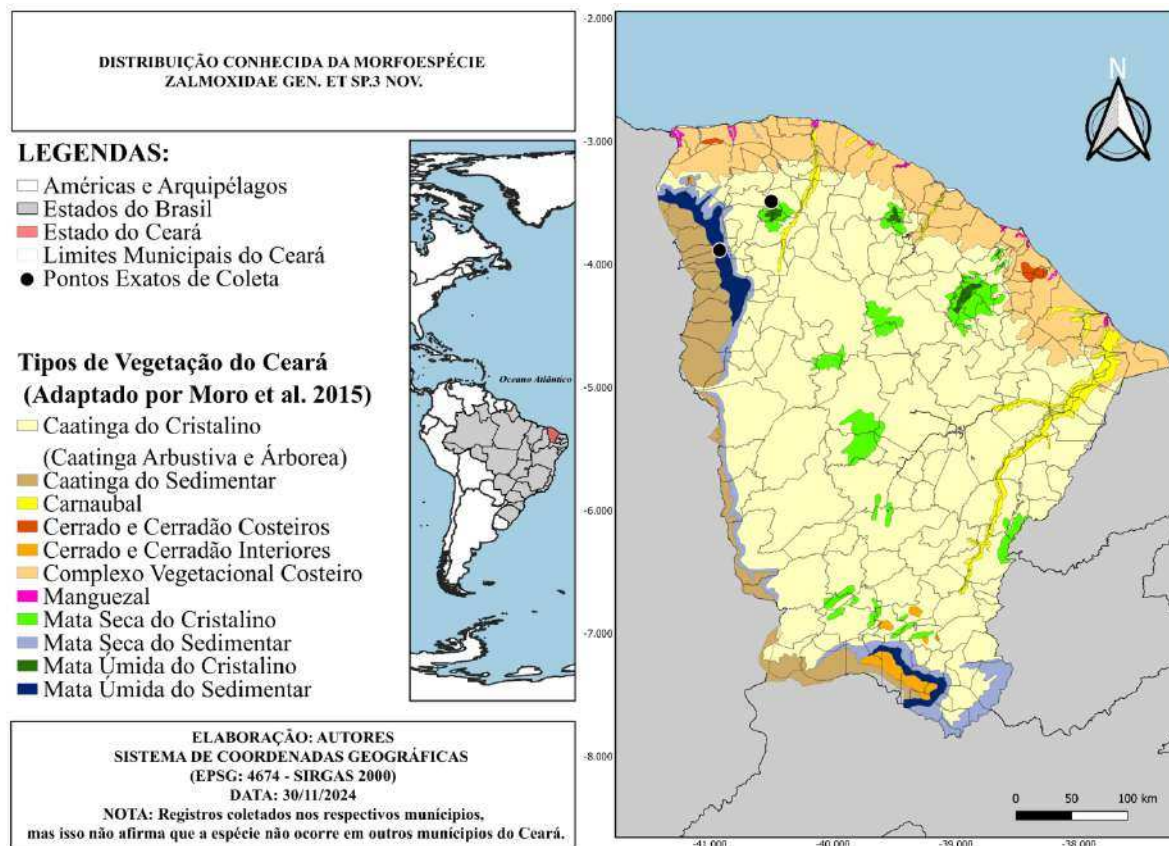 DISTRIBUIÇÃO CONHECIDA DA MORFOESPÉCIE
ZALMOXIDAE GEN. ET SP.3 NOV.
LEGENDAS:
Américas e Arquipélagos
Estados do Brasil
Estado do Ceará
Limites Municipais do Ceará
Pontos Exatos de Coleta
Tipos de Vegetação do Ceará
(Adaptado por Moro et al. 2015)
Caatinga do Cristalino
(Caatinga Arbustiva e Árborea)
Caatinga do Sedimentar
Carnaubal
Cerrado e Cerradão Costeiros
Cerrado e Cerradão Interiores
Complexo Vegetacional Costeiro
Manguezal
Mata Seca do Cristalino
Mata Seca do Sedimentar
Mata Úmida do Cristalino
Mata Úmida do Sedimentar
ELABORAÇÃO: AUTORES
SISTEMA DE COORDENADAS GEOGRÁFICAS
(EPSG: 4674 - SIRGAS 2000)
DATA: 30/11/2024
NOTA: Registros coletados nos respectivos munícipios,
mas isso não afirma que a espécie não ocorre em outros munícipios do Ceará.
Oceano Atlântico
N
-2.000
-3.000
-4.000
-5.000
-6.000
-7.000
-8.000
0 50 100 km
-41.000 -40.000 -39.000 -38.000